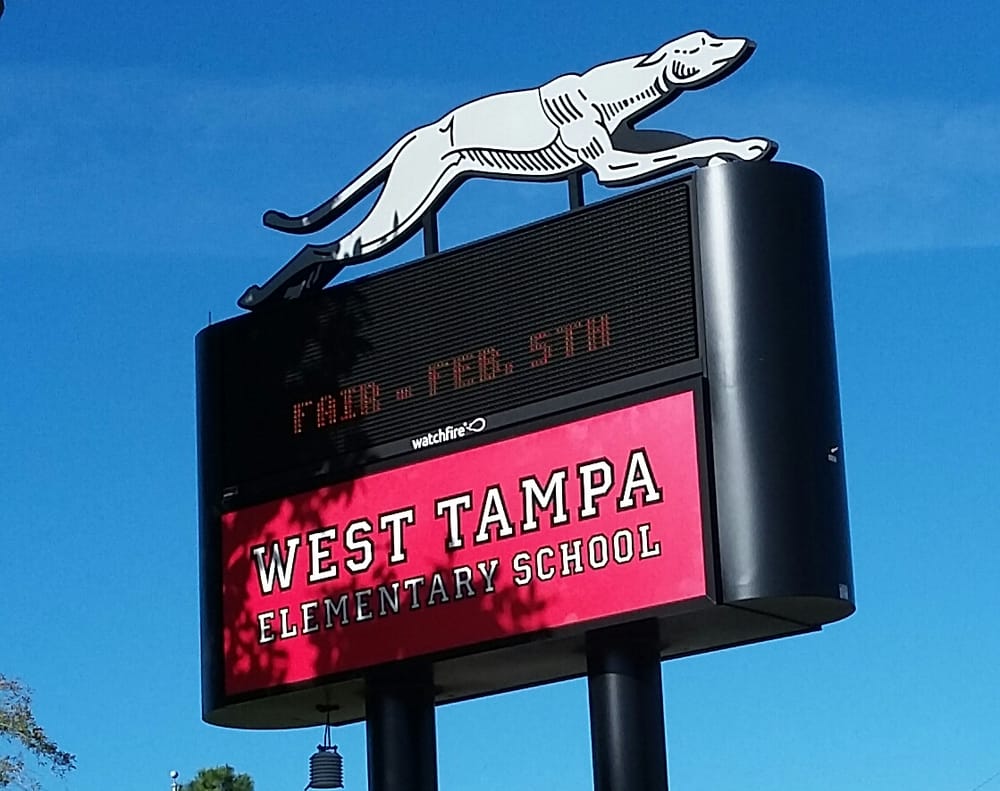 FAIR - FEB. 5TH
watchfire
WEST TAMPA
ELEMENTARY SCHOOL